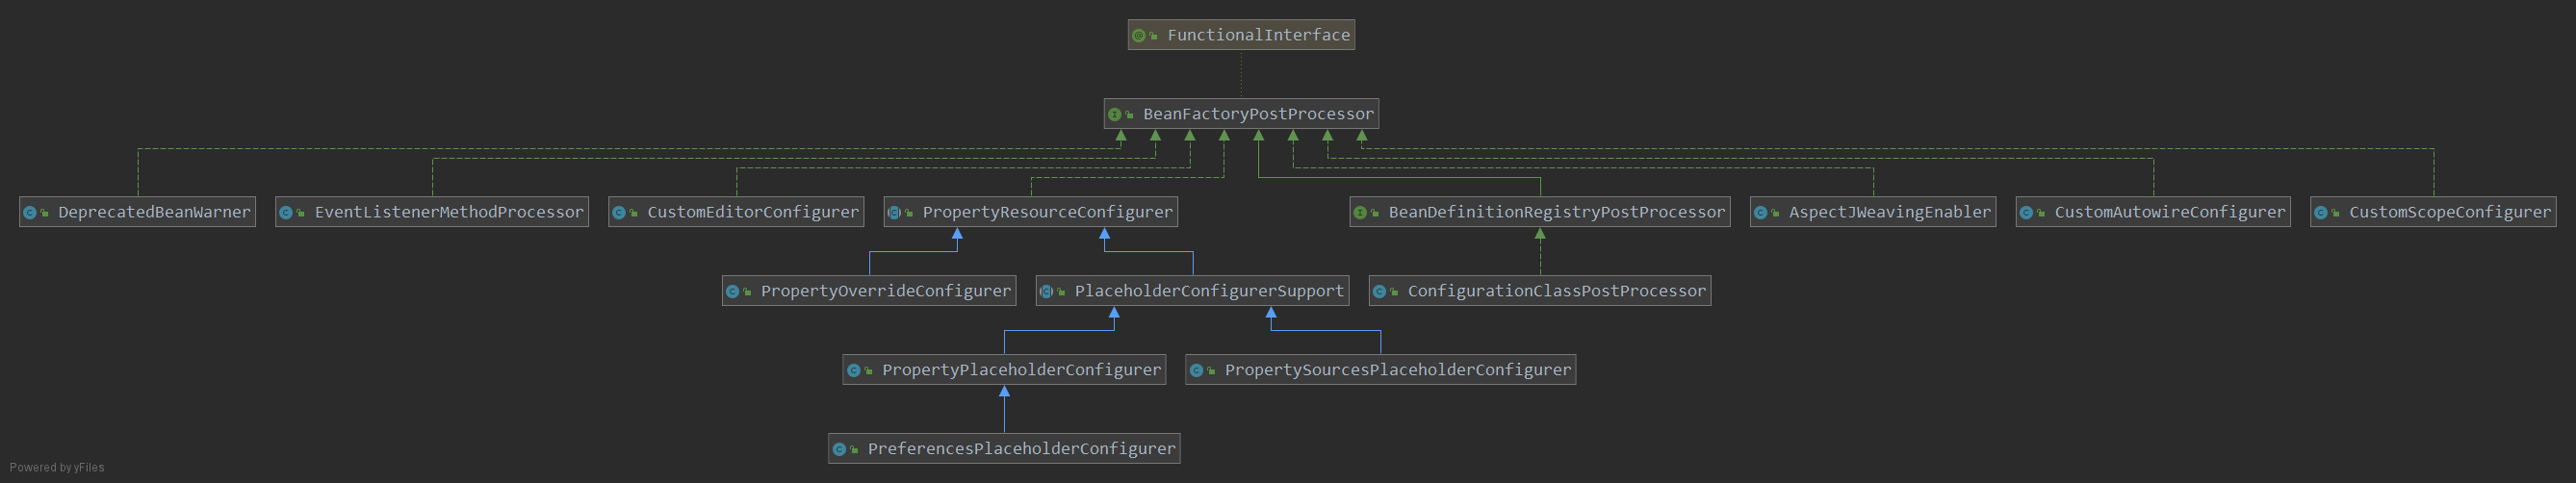 FunctionalInterface
BeanFactoryPostProcessor
DeprecatedBeanWarner
EventListenerMethodProcessor
CustomEditorConfigurer
PropertyResourceConfigurer
BeanDefinitionRegistryPostProcessor
AspectJWeavingEnabler
CustomAutowireConfigurer
CustomScopeConfigurer
PropertyOverrideConfigurer
PlaceholderConfigurerSupport
ConfigurationClassPostProcessor
PropertyPlaceholderConfigurer
PropertySourcesPlaceholderConfigurer
PreferencesPlaceholderConfigurer
Powered by yFiles